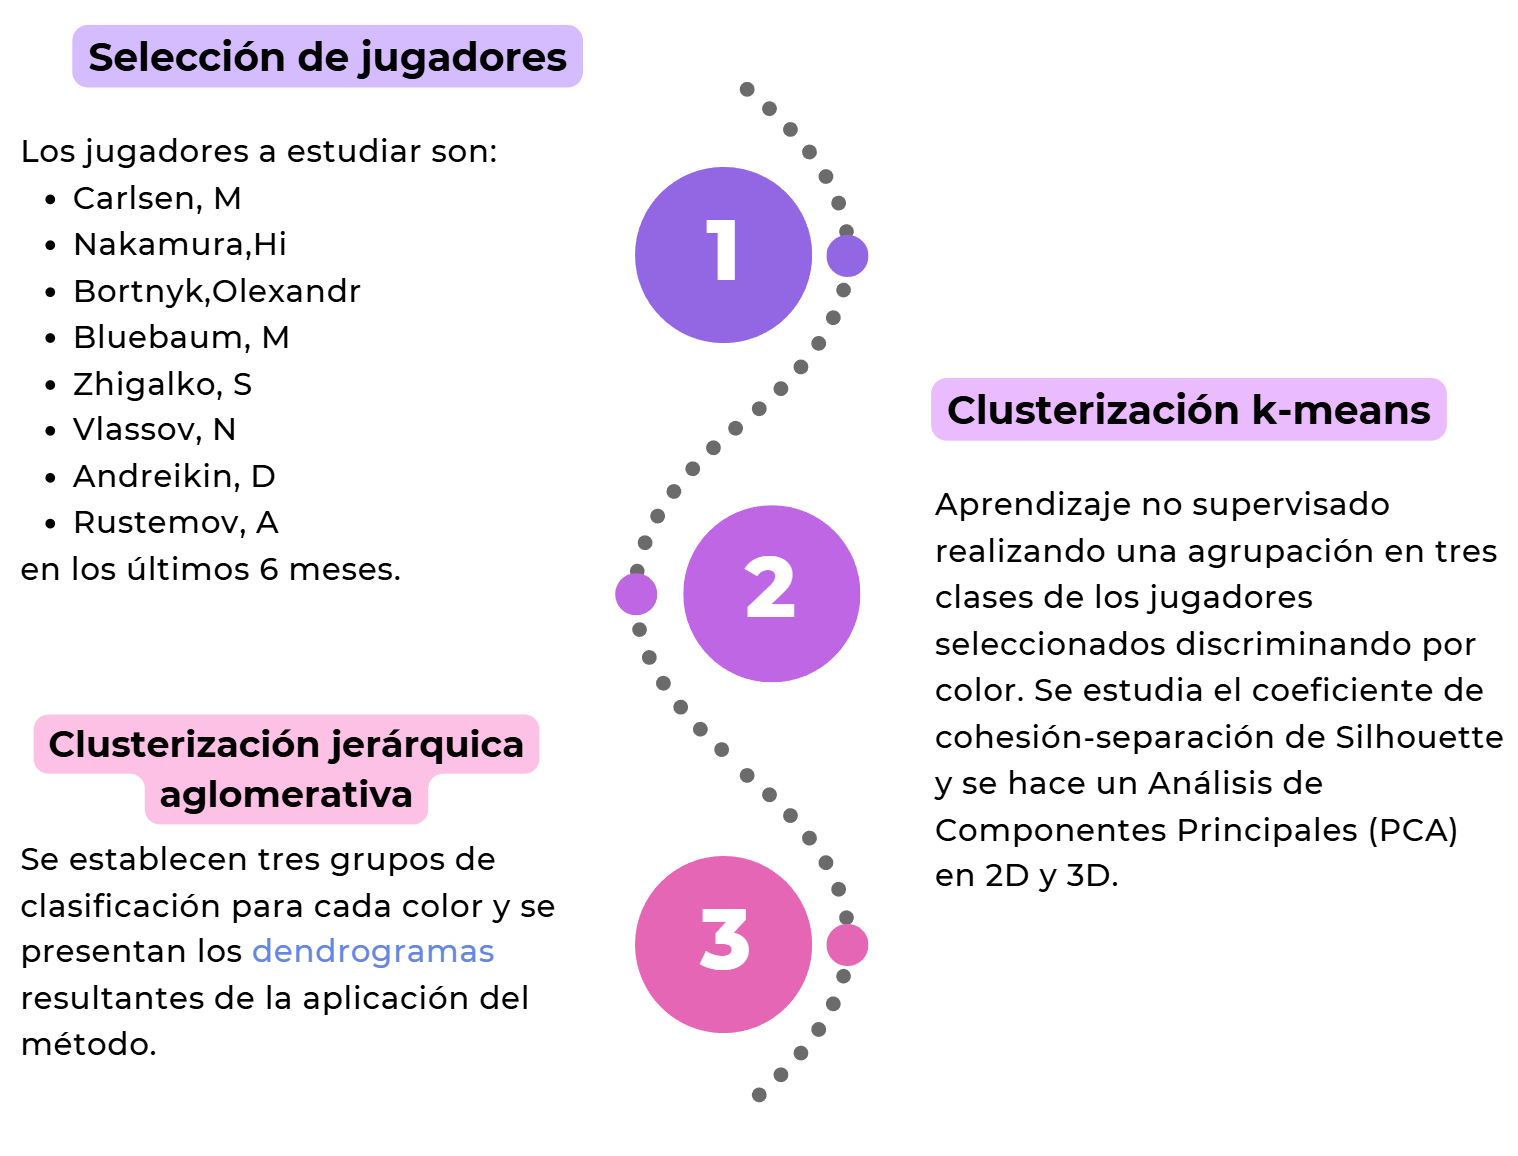 Selección de jugadores
Los jugadores a estudiar son:
• Carlsen, M
• Nakamura,Hi
• Bortnyk,Olexandr
• Bluebaum, M
• Zhigalko, S
• Vlassov, N
• Andreikin, D
• Rustemov, A
en los últimos 6 meses.
1
Clusterización k-means
Aprendizaje no supervisado
realizando una agrupación en tres
clases de los jugadores
seleccionados discriminando por
color. Se estudia el coeficiente de
cohesión-separación de Silhouette
y se hace un Análisis de
Componentes Principales (PCA)
en 2D y 3D.
2
Clusterización jerárquica
aglomerativa
Se establecen tres grupos de
clasificación para cada color y se
presentan los dendrogramas
resultantes de la aplicación del
método.
3